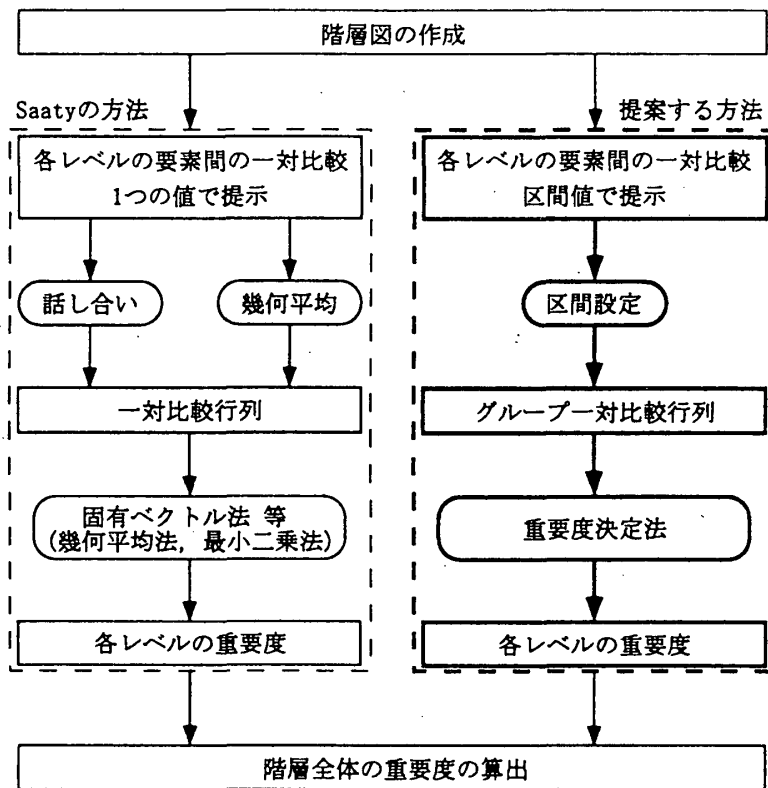 階層図の作成
Saatyの方法
各レベルの要素間の一対比較
1つの値で提示
話し合い
幾何平均
一対比較行列
固有ベクトル法 等
(幾何平均法, 最小二乗法)
各レベルの重要度
提案する方法
各レベルの要素間の一対比較
区間値で提示
区間設定
グループ一対比較行列
重要度決定法
各レベルの重要度
階層全体の重要度の算出